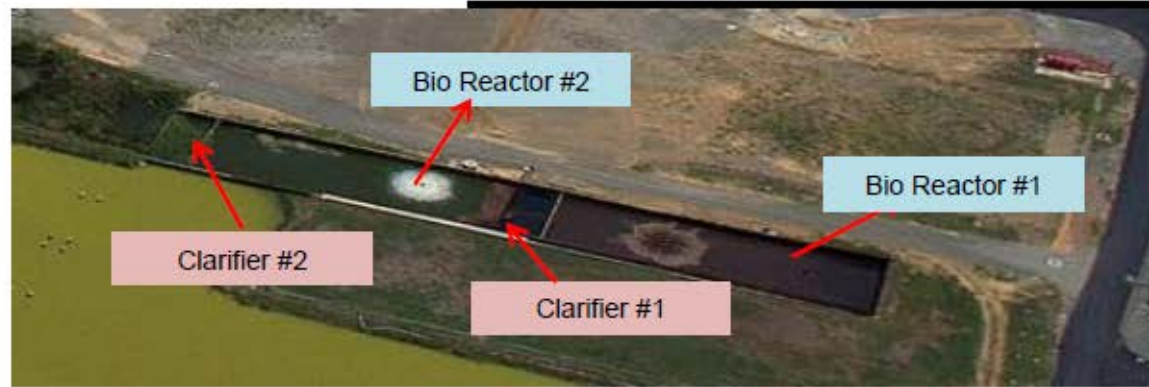 Bio Reactor #2
Bio Reactor #1
Clarifier #2
Clarifier #1